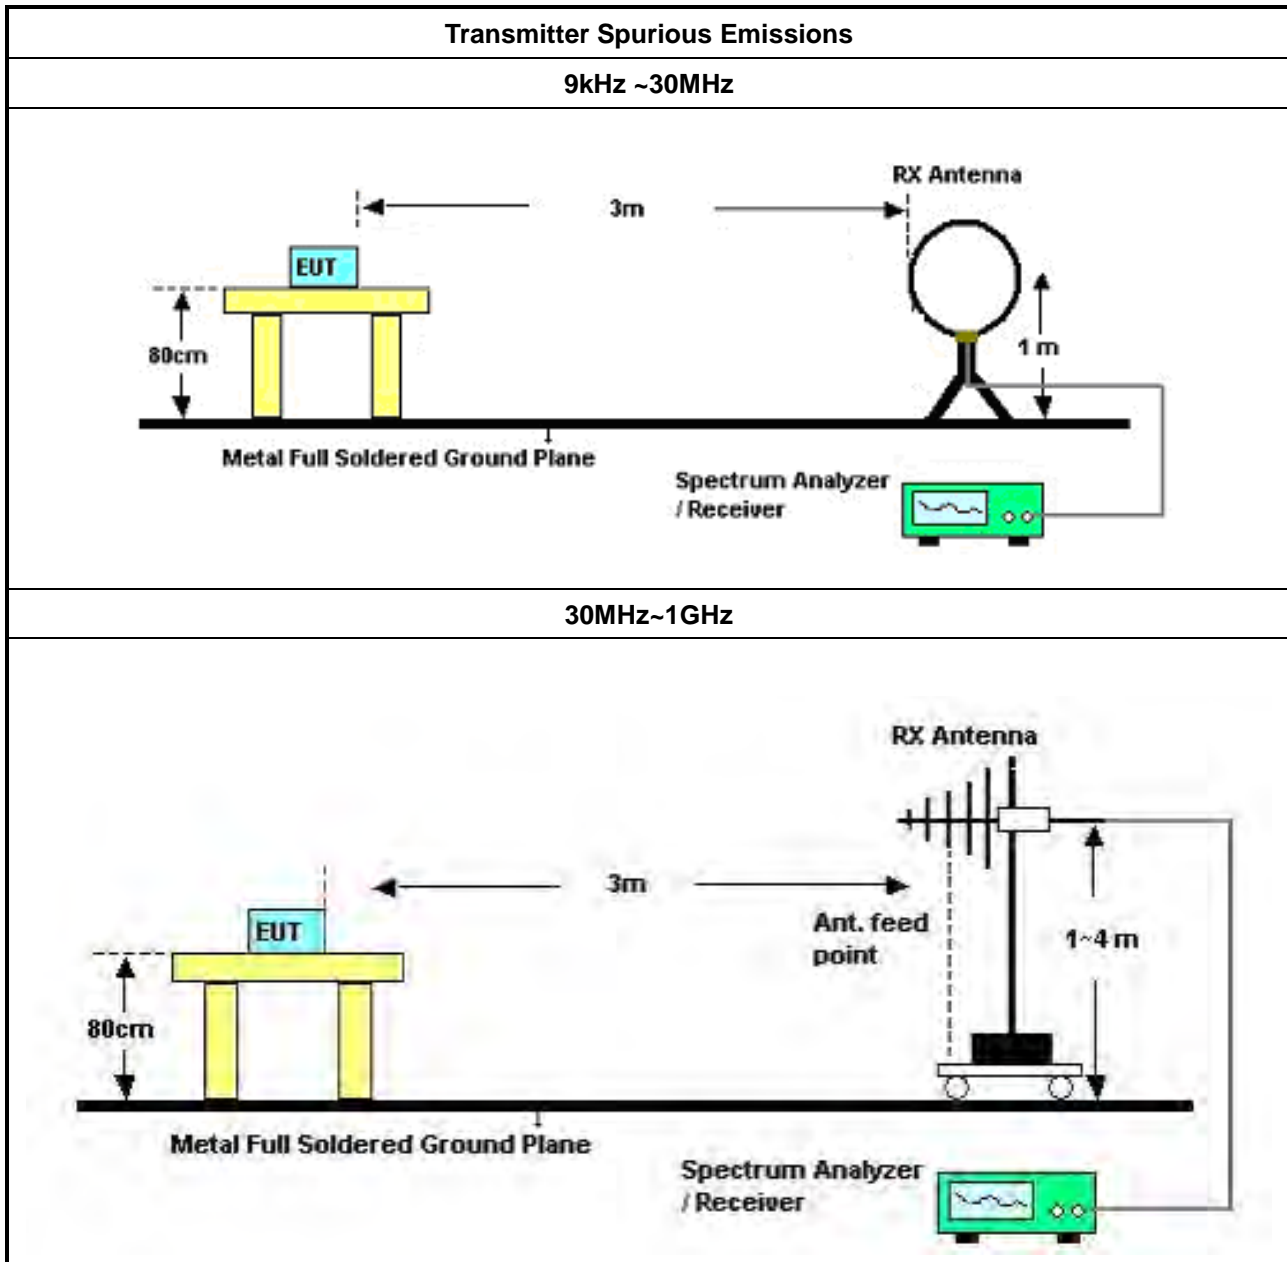 Transmitter Spurious Emissions
9kHz ~30MHz
RX Antenna
3m
EUT
80cm
1 m
Metal Full Soldered Ground Plane
Spectrum Analyzer
/ Receiver
30MHz~1GHz
RX Antenna
3m
EUT
Ant. feed
point
1~4 m
80cm
Metal Full Soldered Ground Plane
Spectrum Analyzer
/ Receiver